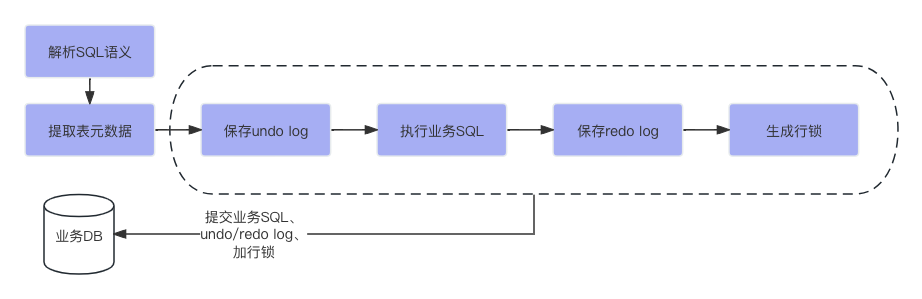 解析SQL语义
提取表元数据
保存undo log
执行业务SQL
保存redo log
生成行锁
业务DB
提交业务SQL、
undo/redo log、
加行锁